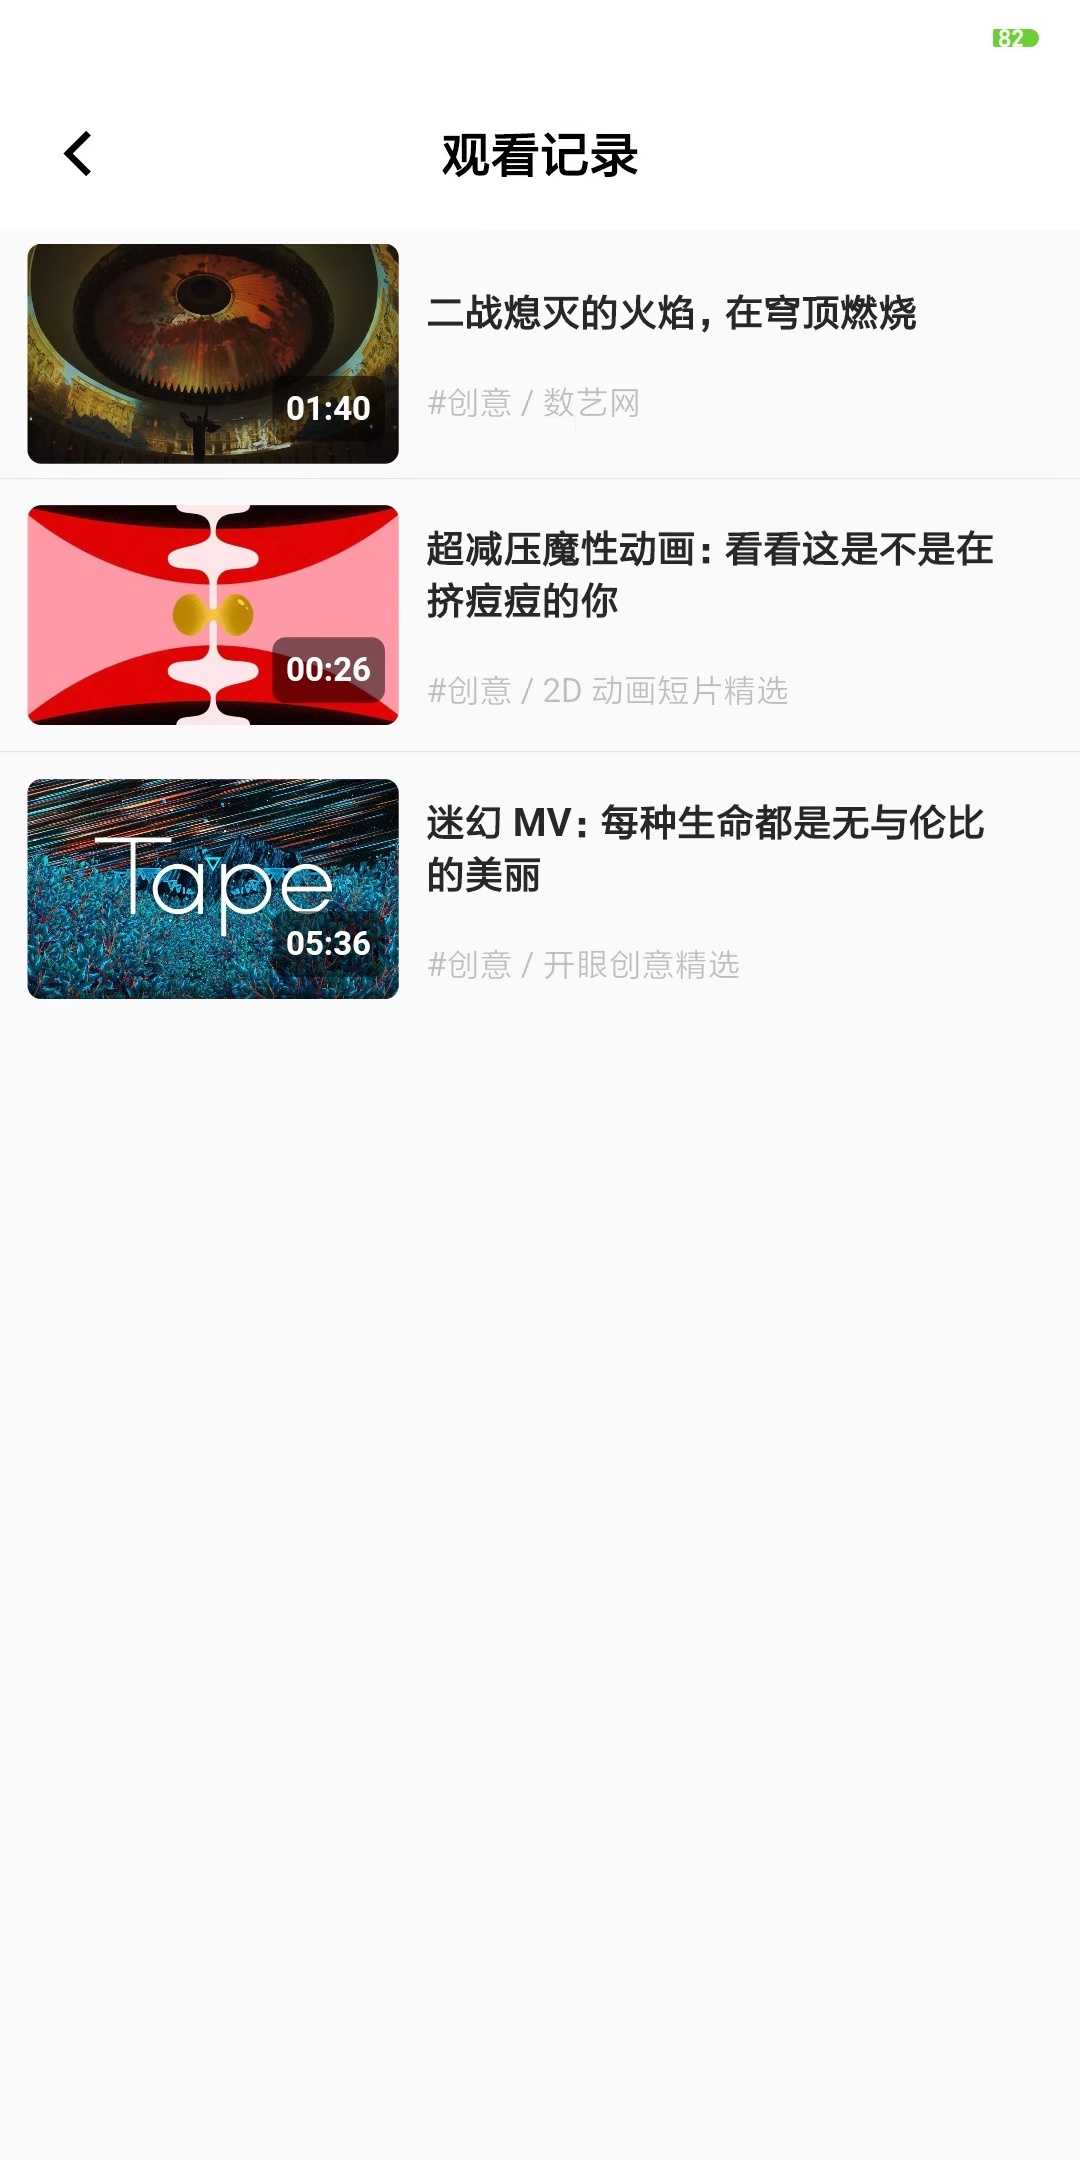 82
观看记录
二战熄灭的火焰，在穹顶燃烧
01:40
#创意 / 数艺网
超减压魔性动画：看看这是不是在
挤痘痘的你
00:26
#创意 / 2D 动画短片精选
迷幻 MV：每种生命都是无与伦比
的美丽
Tape
05:36
#创意 / 开眼创意精选